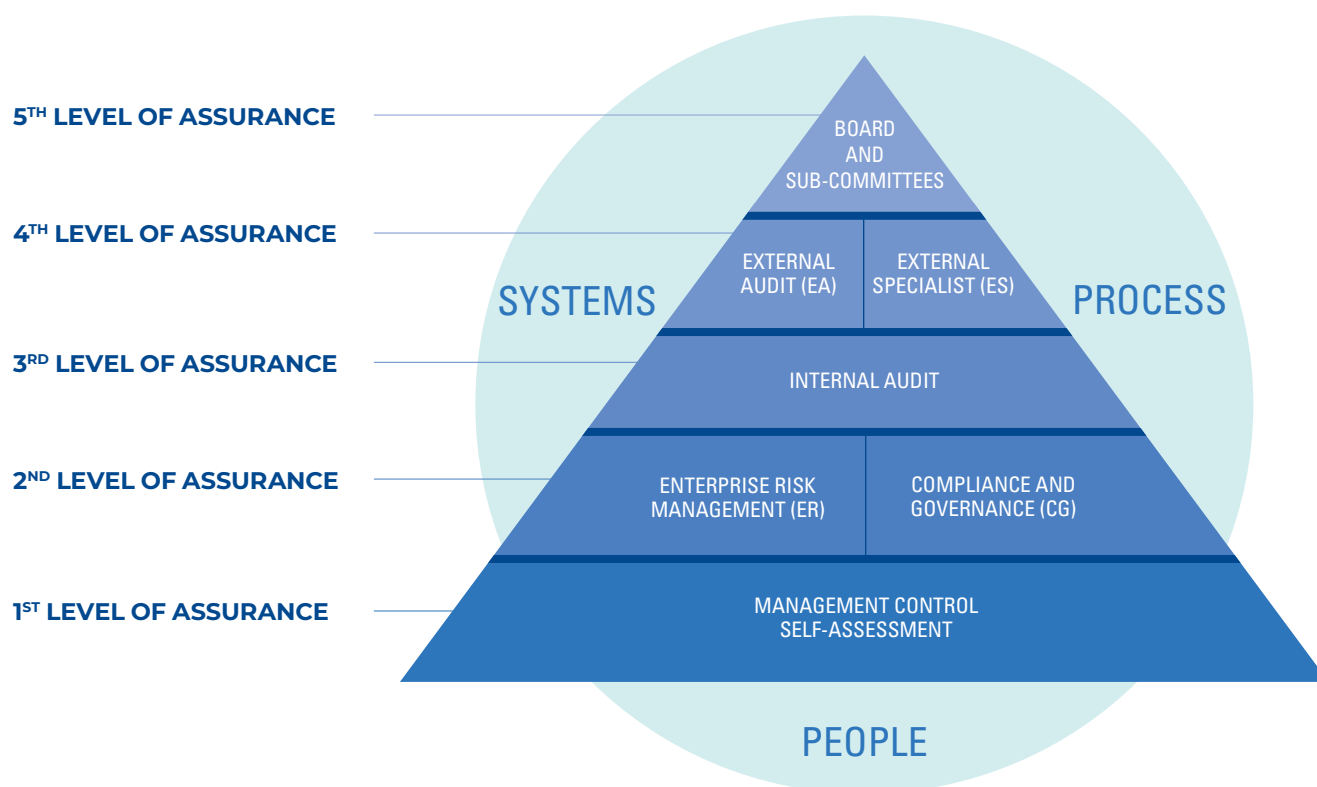 5TH LEVEL OF ASSURANCE
BOARD
AND
SUB-COMMITTEES
4TH LEVEL OF ASSURANCE
EXTERNAL
AUDIT (EA)
EXTERNAL
SPECIALIST (ES)
SYSTEMS
PROCESS
3RD LEVEL OF ASSURANCE
INTERNAL AUDIT
2ND LEVEL OF ASSURANCE
ENTERPRISE RISK
MANAGEMENT (ER)
COMPLIANCE AND
GOVERNANCE (CG)
1ST LEVEL OF ASSURANCE
MANAGEMENT CONTROL
SELF-ASSESSMENT
PEOPLE